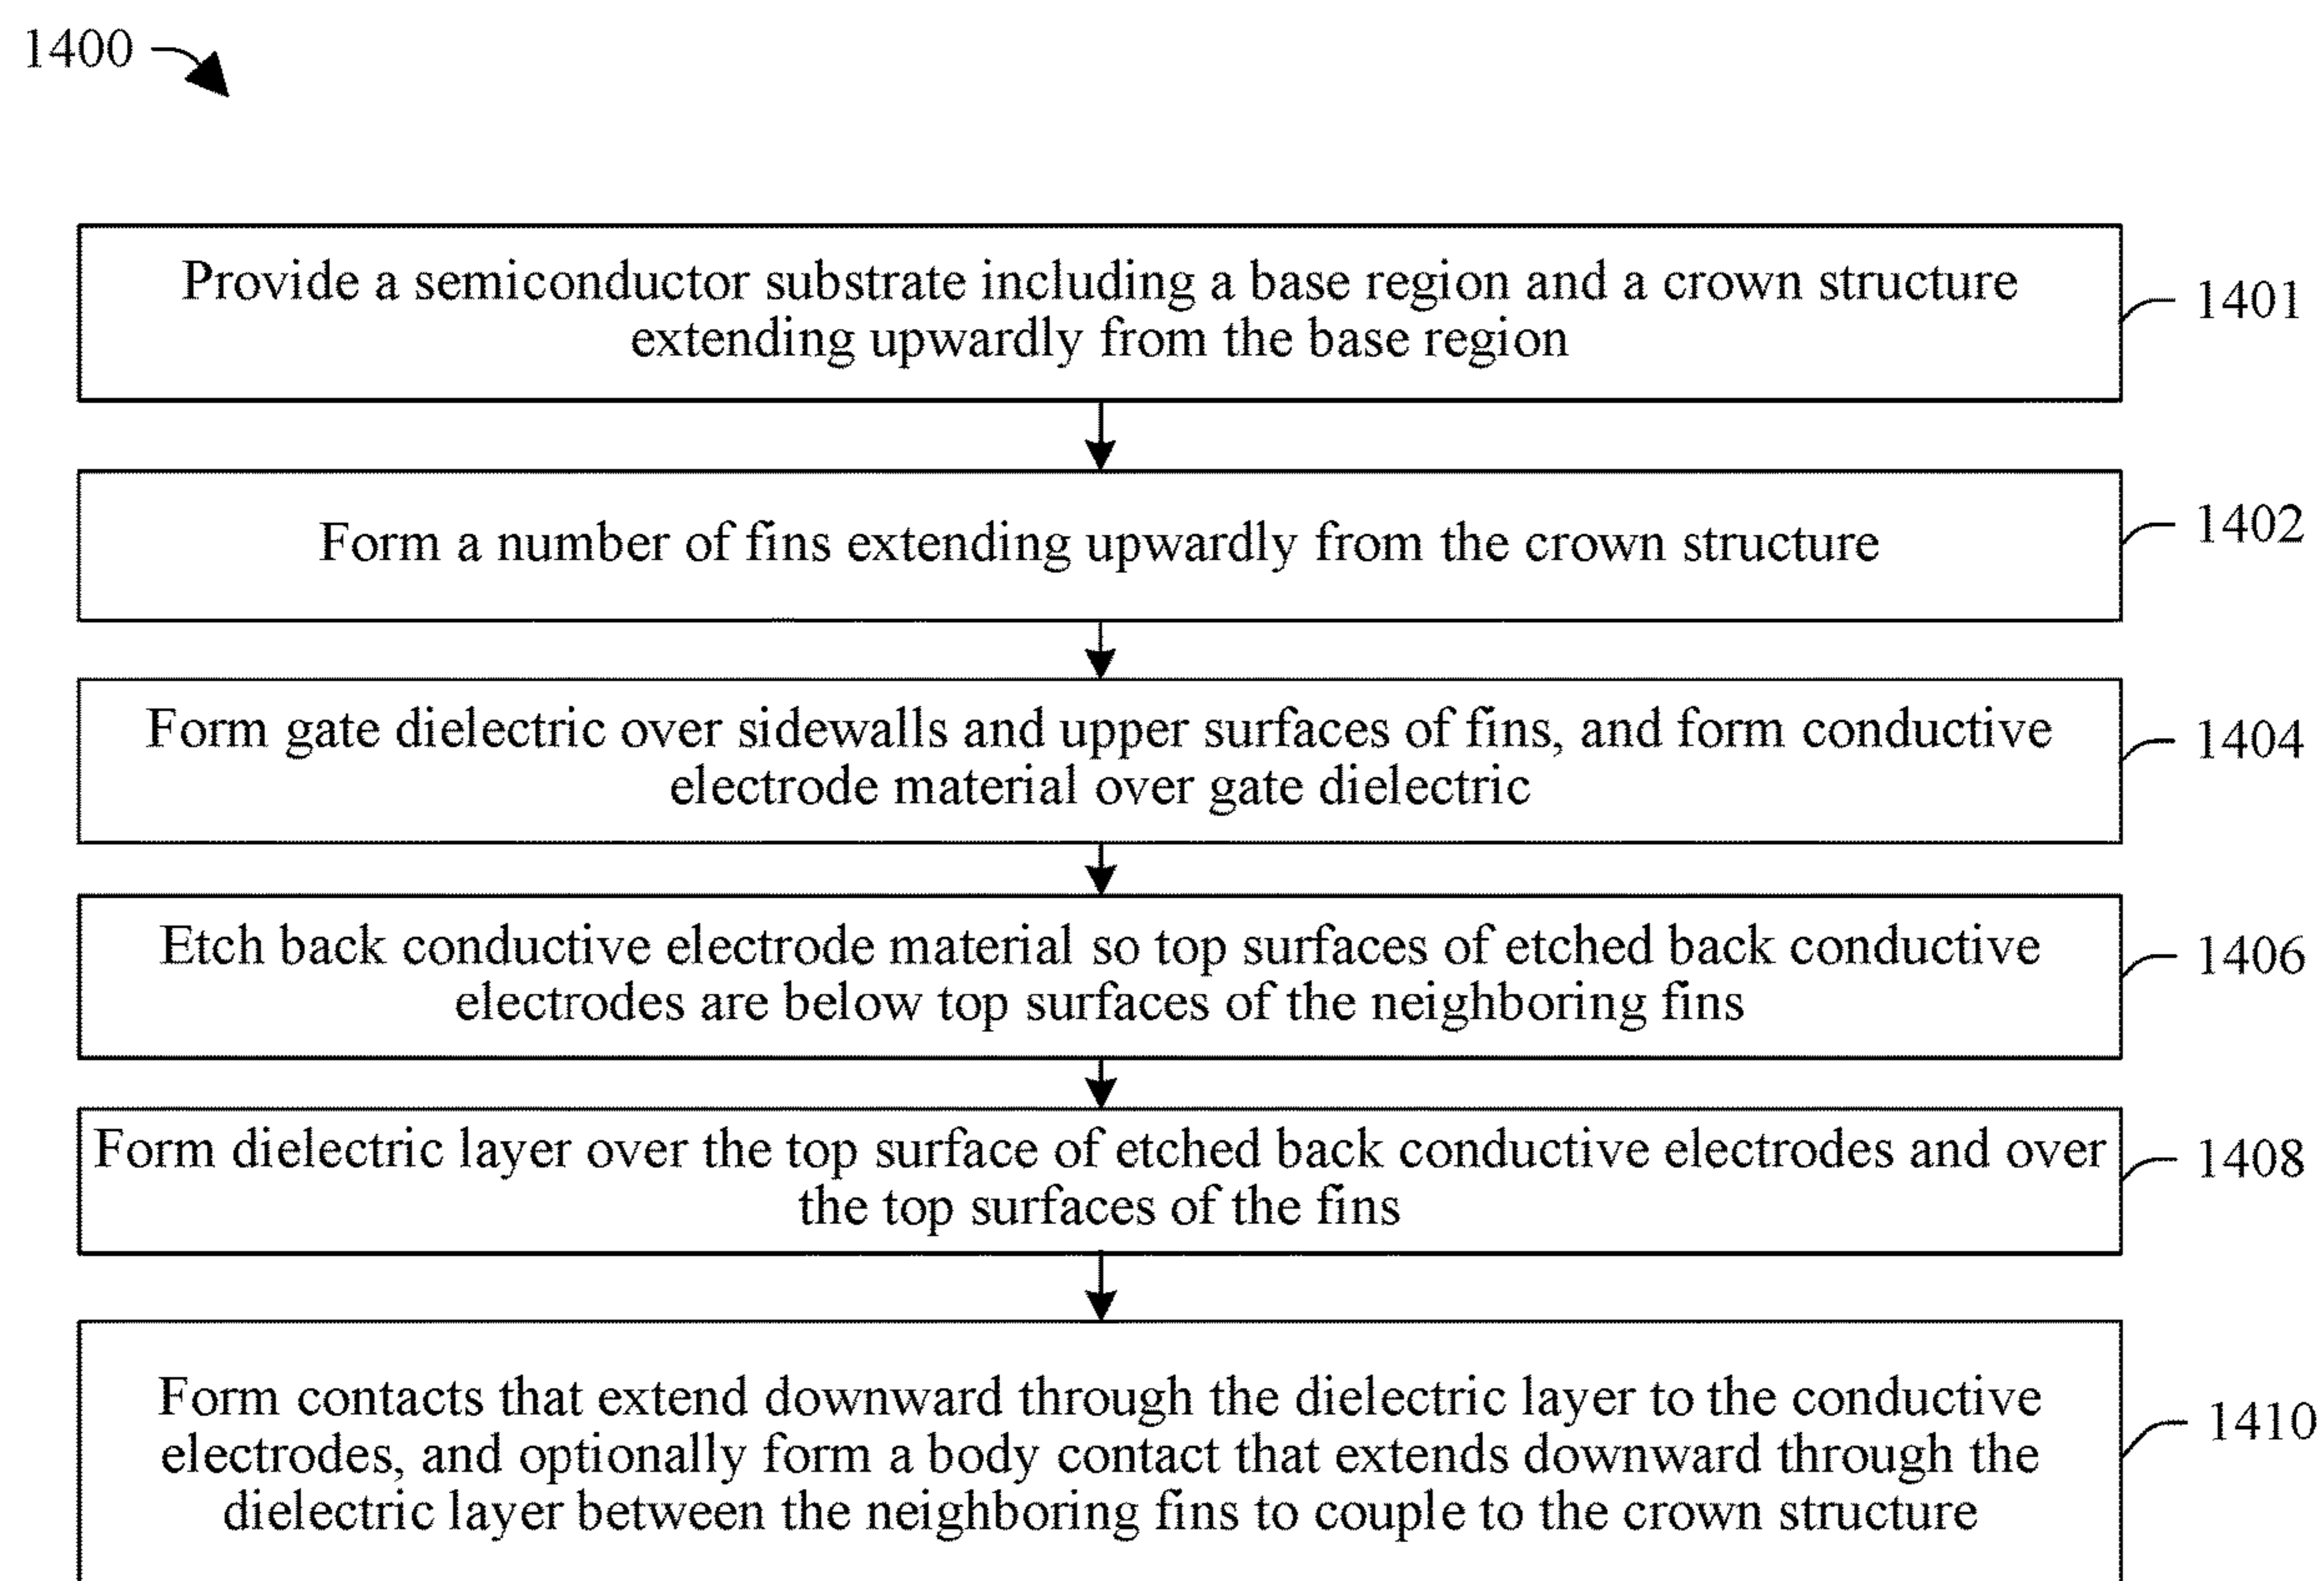 1400
Provide a semiconductor substrate including a base region and a crown structure
extending upwardly from the base region
1401
Form a number of fins extending upwardly from the crown structure
1402
Form gate dielectric over sidewalls and upper surfaces of fins, and form conductive
electrode material over gate dielectric
1404
Etch back conductive electrode material so top surfaces of etched back conductive
electrodes are below top surfaces of the neighboring fins
1406
Form dielectric layer over the top surface of etched back conductive electrodes and over
the top surfaces of the fins
1408
Form contacts that extend downward through the dielectric layer to the conductive
electrodes, and optionally form a body contact that extends downward through the
dielectric layer between the neighboring fins to couple to the crown structure
1410